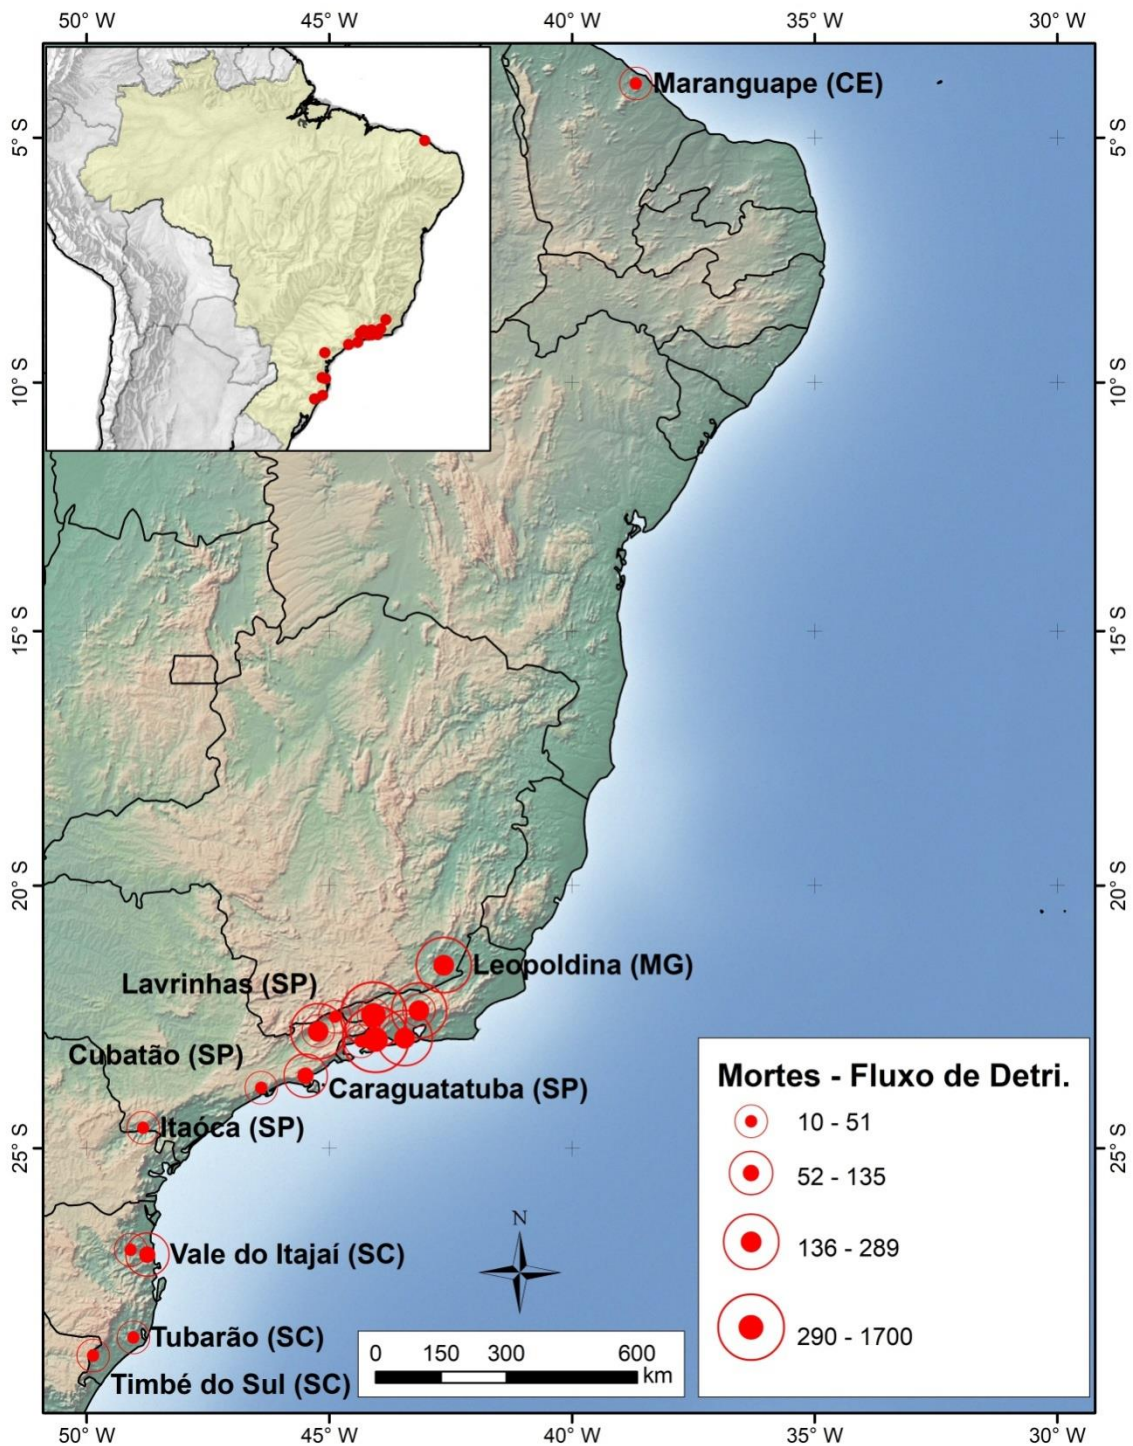 50° W 45° W 40° W 35° W 30° W
Maranguape (CE)
5° S 5° S
10° S 10° S
15° S 15° S
20° S 20° S
Leopoldina (MG)
Lavrinhas (SP)
Cubatão (SP)
Caraguatatuba (SP)
Itaóca (SP)
25° S 25° S
Vale do Itajaí (SC)
Tubarão (SC)
Timbé do Sul (SC)
N
0 150 300 600
km
Mortes - Fluxo de Detri.
10 - 51
52 - 135
136 - 289
290 - 1700
50° W 45° W 40° W 35° W 30° W